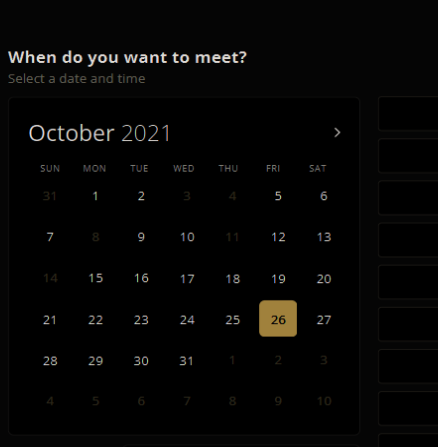 When do you want to meet?
Select a date and time
October 2021
SUN MON TUE WED THU FRI SAT
31 1 2 3 4 5 6
7 8 9 10 11 12 13
14 15 16 17 18 19 20
21 22 23 24 25 26 27
28 29 30 31 1 2 3
4 5 6 7 8 9 10